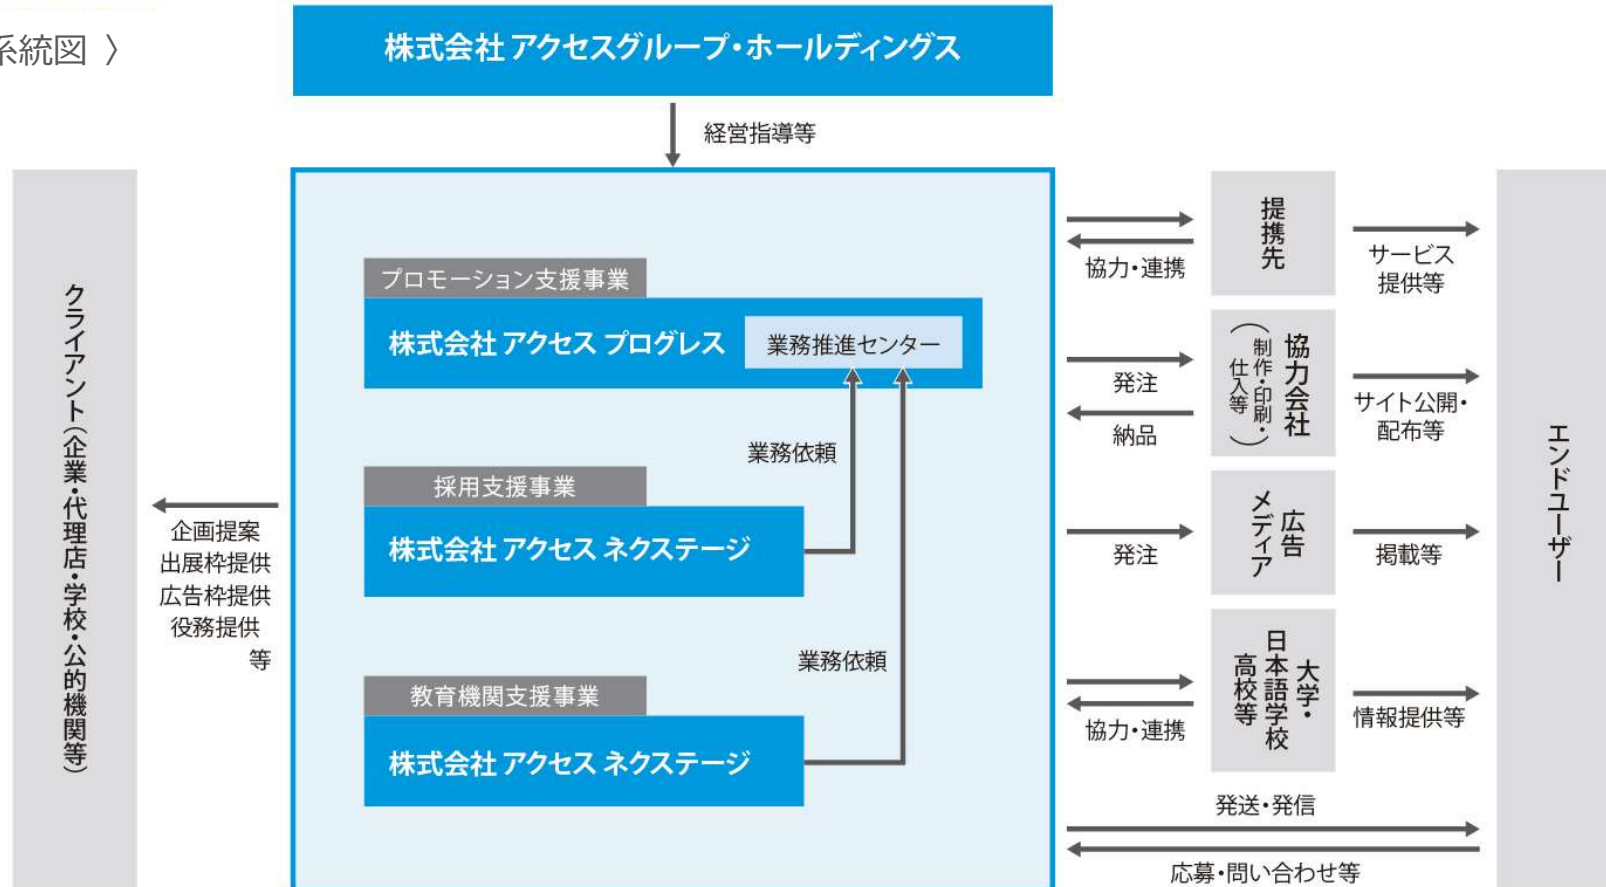 系統図 〉
株式会社 アクセスグループ・ホールディングス
経営指導等
クライアント（企業・代理店・学校・公的機関等）
企画提案
出展枠提供
広告枠提供
役務提供
等
プロモーション支援事業
株式会社 アクセス プログレス
業務推進センター
業務依頼
採用支援事業
株式会社 アクセス ネクステージ
業務依頼
教育機関支援事業
株式会社 アクセス ネクステージ
協力・連携
提携先
サービス
提供等
発注
納品
協力会社
（制作・印刷・
仕入等）
サイト公開・
配布等
発注
広告
メディア
掲載等
協力・連携
大学・
日本語学校
高校等
情報提供等
発送・発信
応募・問い合わせ等
エンドユーザー